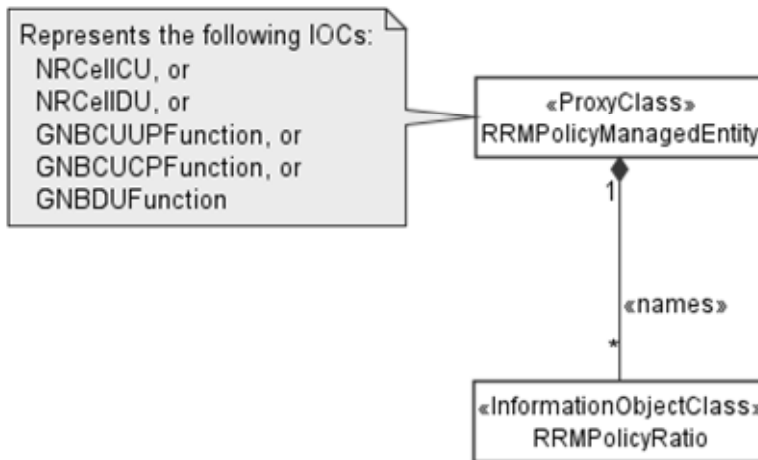 Represents the following IOCs:
NRCellCU, or
NRCellDU, or
GNBCUUPFunction, or
GNBCUCPFunction, or
GNBDUFunction
«ProxyClass»
RRMPolicyManagedEntity
1
«names»
*
«InformationObjectClass»
RRMPolicyRatio